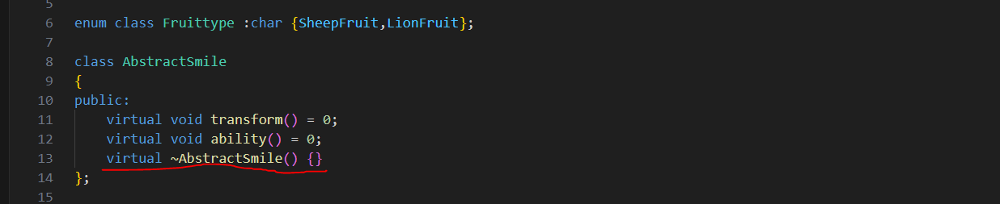 5
6 enum class Fruittype :char {SheepFruit,LionFruit};
7
8 class AbstractSmile
9 {
10 public:
11 virtual void transform() = 0;
12 virtual void ability() = 0;
13 virtual ~AbstractSmile() {}
14 };
15